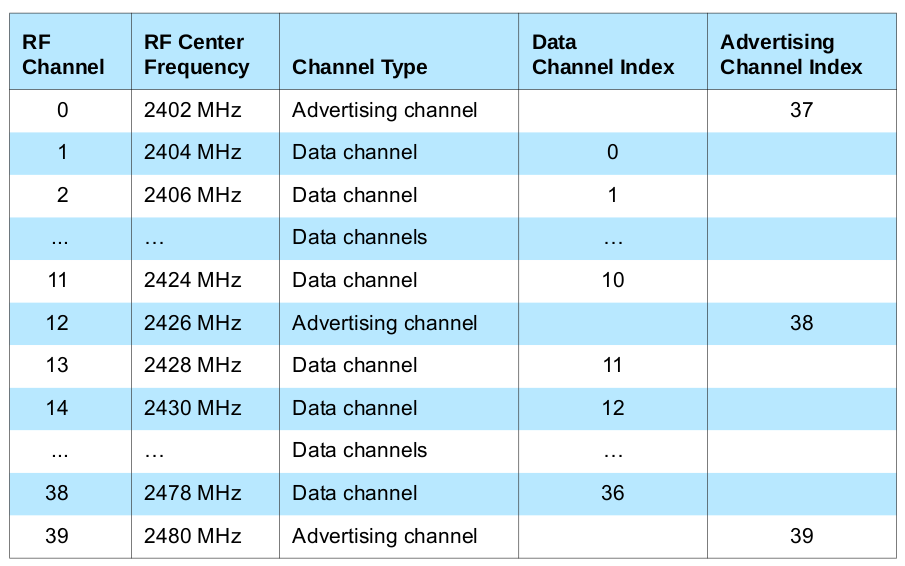 RF Channel RF Center Frequency Channel Type Data Channel Index Advertising Channel Index
0 2402 MHz Advertising channel 37
1 2404 MHz Data channel 0
2 2406 MHz Data channel 1
... … Data channels …
11 2424 MHz Data channel 10
12 2426 MHz Advertising channel 38
13 2428 MHz Data channel 11
14 2430 MHz Data channel 12
... … Data channels …
38 2478 MHz Data channel 36
39 2480 MHz Advertising channel 39